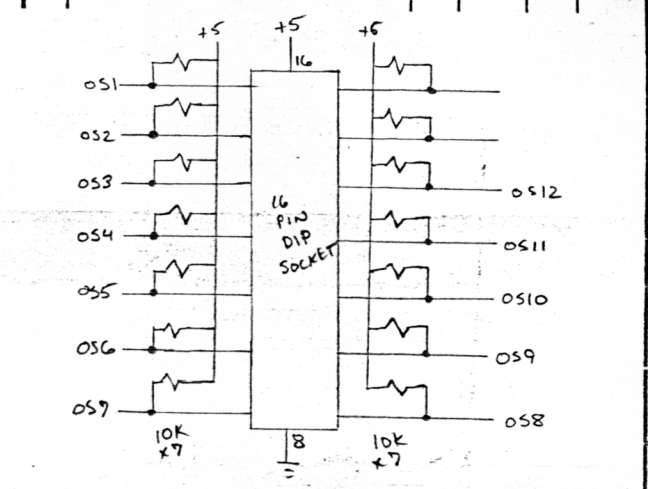 +5
+5
+5
16
OS1
OS2
OS3
OS4
OS5
OS6
OS7
16
PIN
DIP
SOCKET
OS12
OS11
OS10
OS9
OS8
10K
x7
8
10K
x7